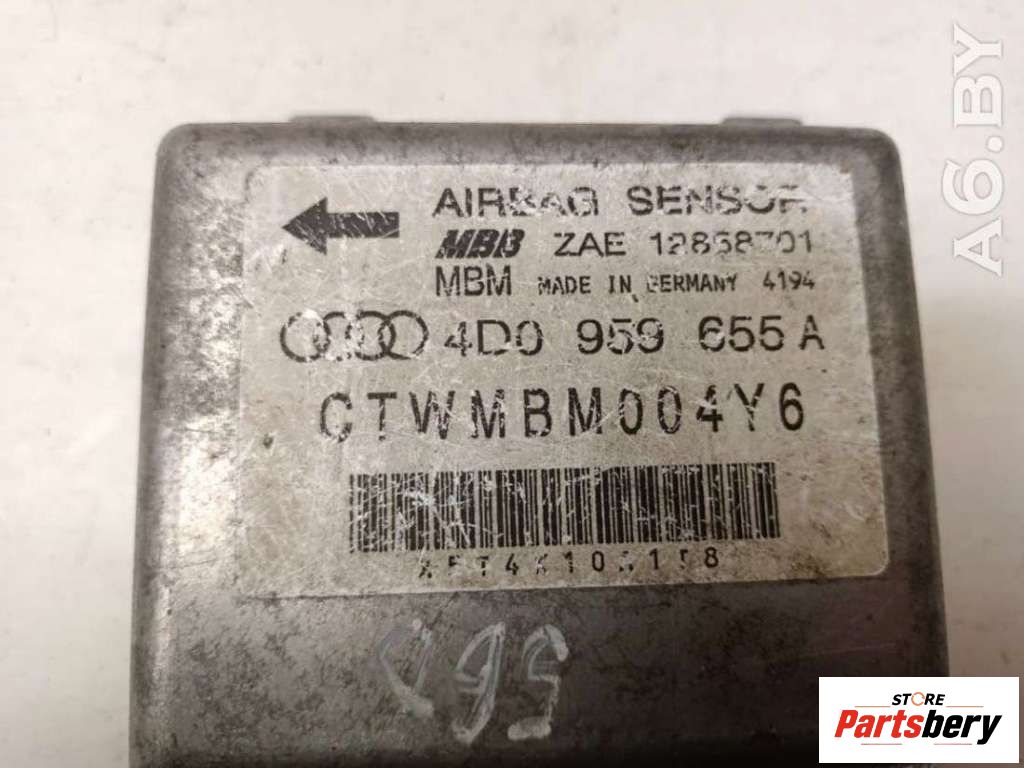 AIRBAG SENSOR
MBB ZAE 12868701
MBM MADE IN GERMANY 4194
4D0 959 655 A
CTWMBM004Y6
A6.BY
STORE
Partsbery